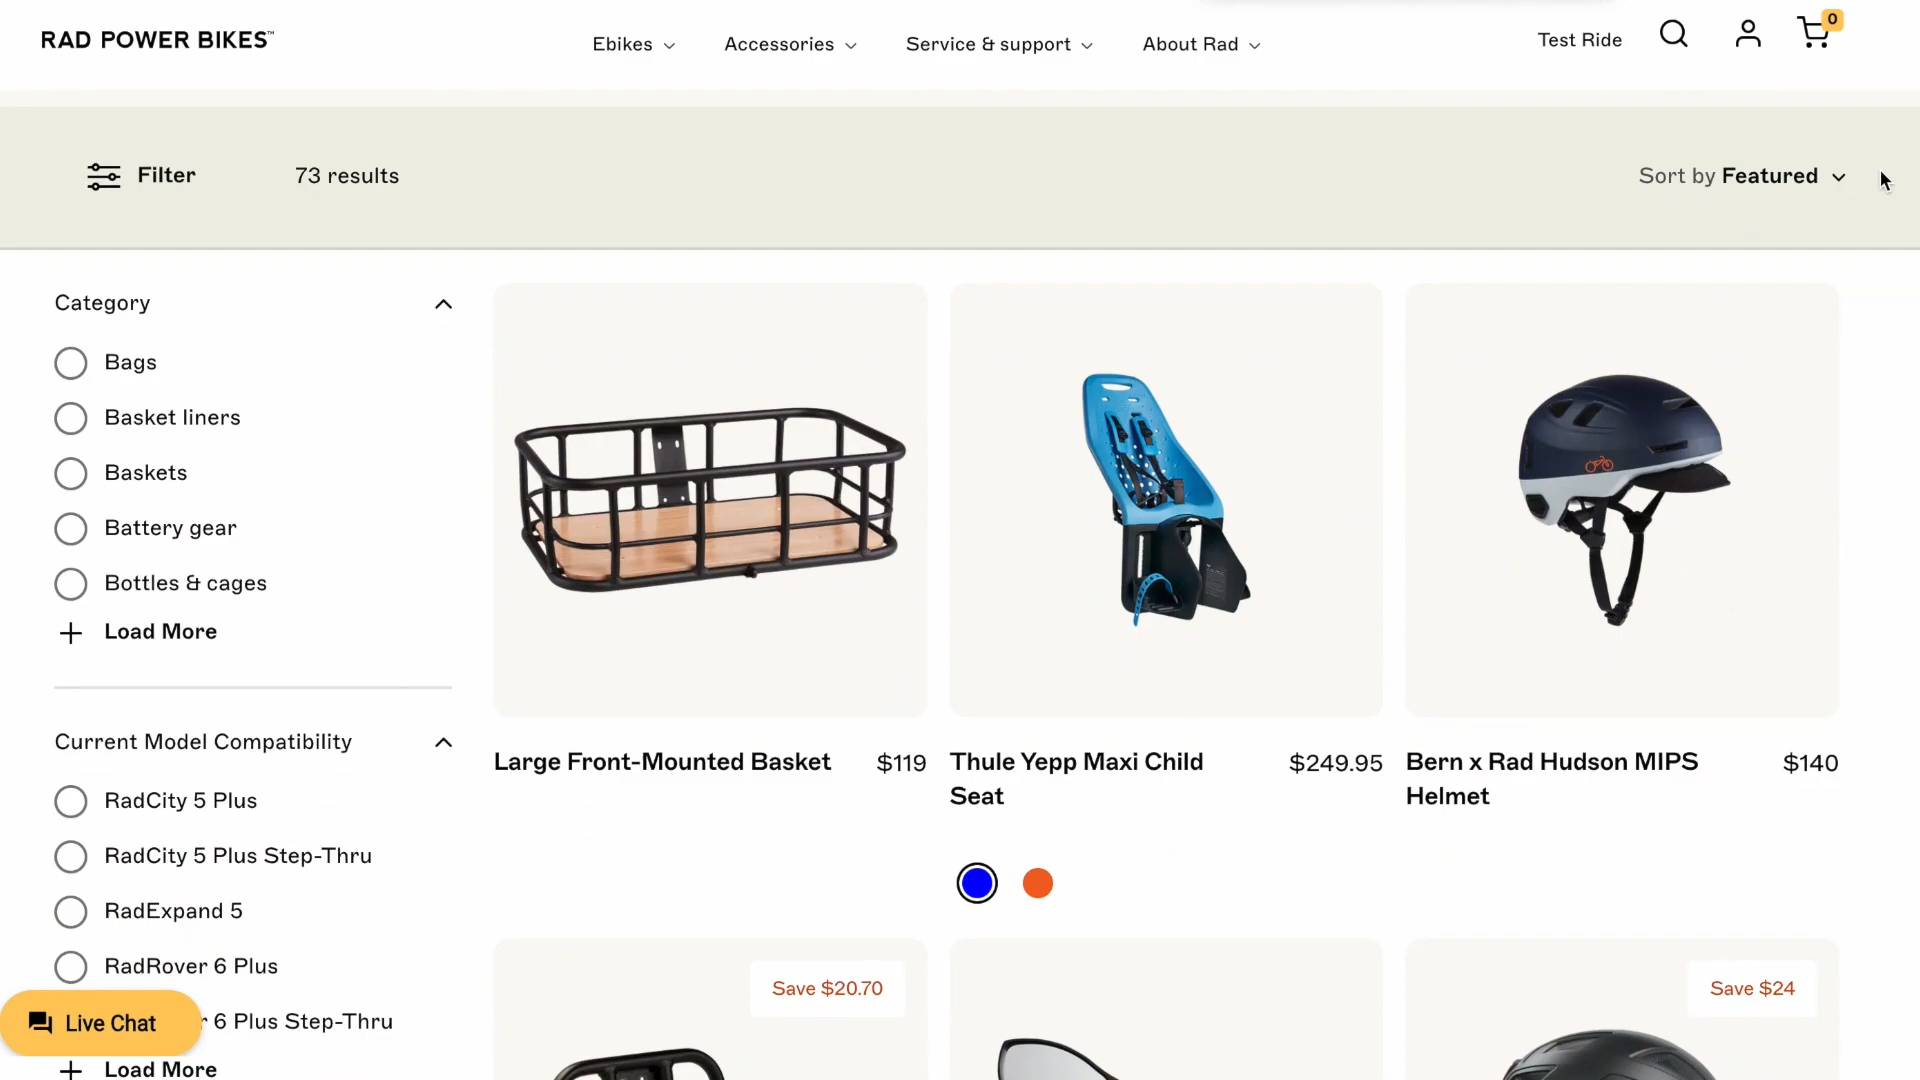 RAD POWER BIKES™
Ebikes
Accessories
Service & support
About Rad
Test Ride
0
Filter
73 results
Sort by Featured
Category
Bags
Basket liners
Baskets
Battery gear
Bottles & cages
Load More
Current Model Compatibility
RadCity 5 Plus
RadCity 5 Plus Step-Thru
RadExpand 5
RadRover 6 Plus
r 6 Plus Step-Thru
Load More
Live Chat
Large Front-Mounted Basket $119
Thule Yepp Maxi Child
Seat
$249.95
Bern x Rad Hudson MIPS
Helmet
$140
Save $20.70
Save $24